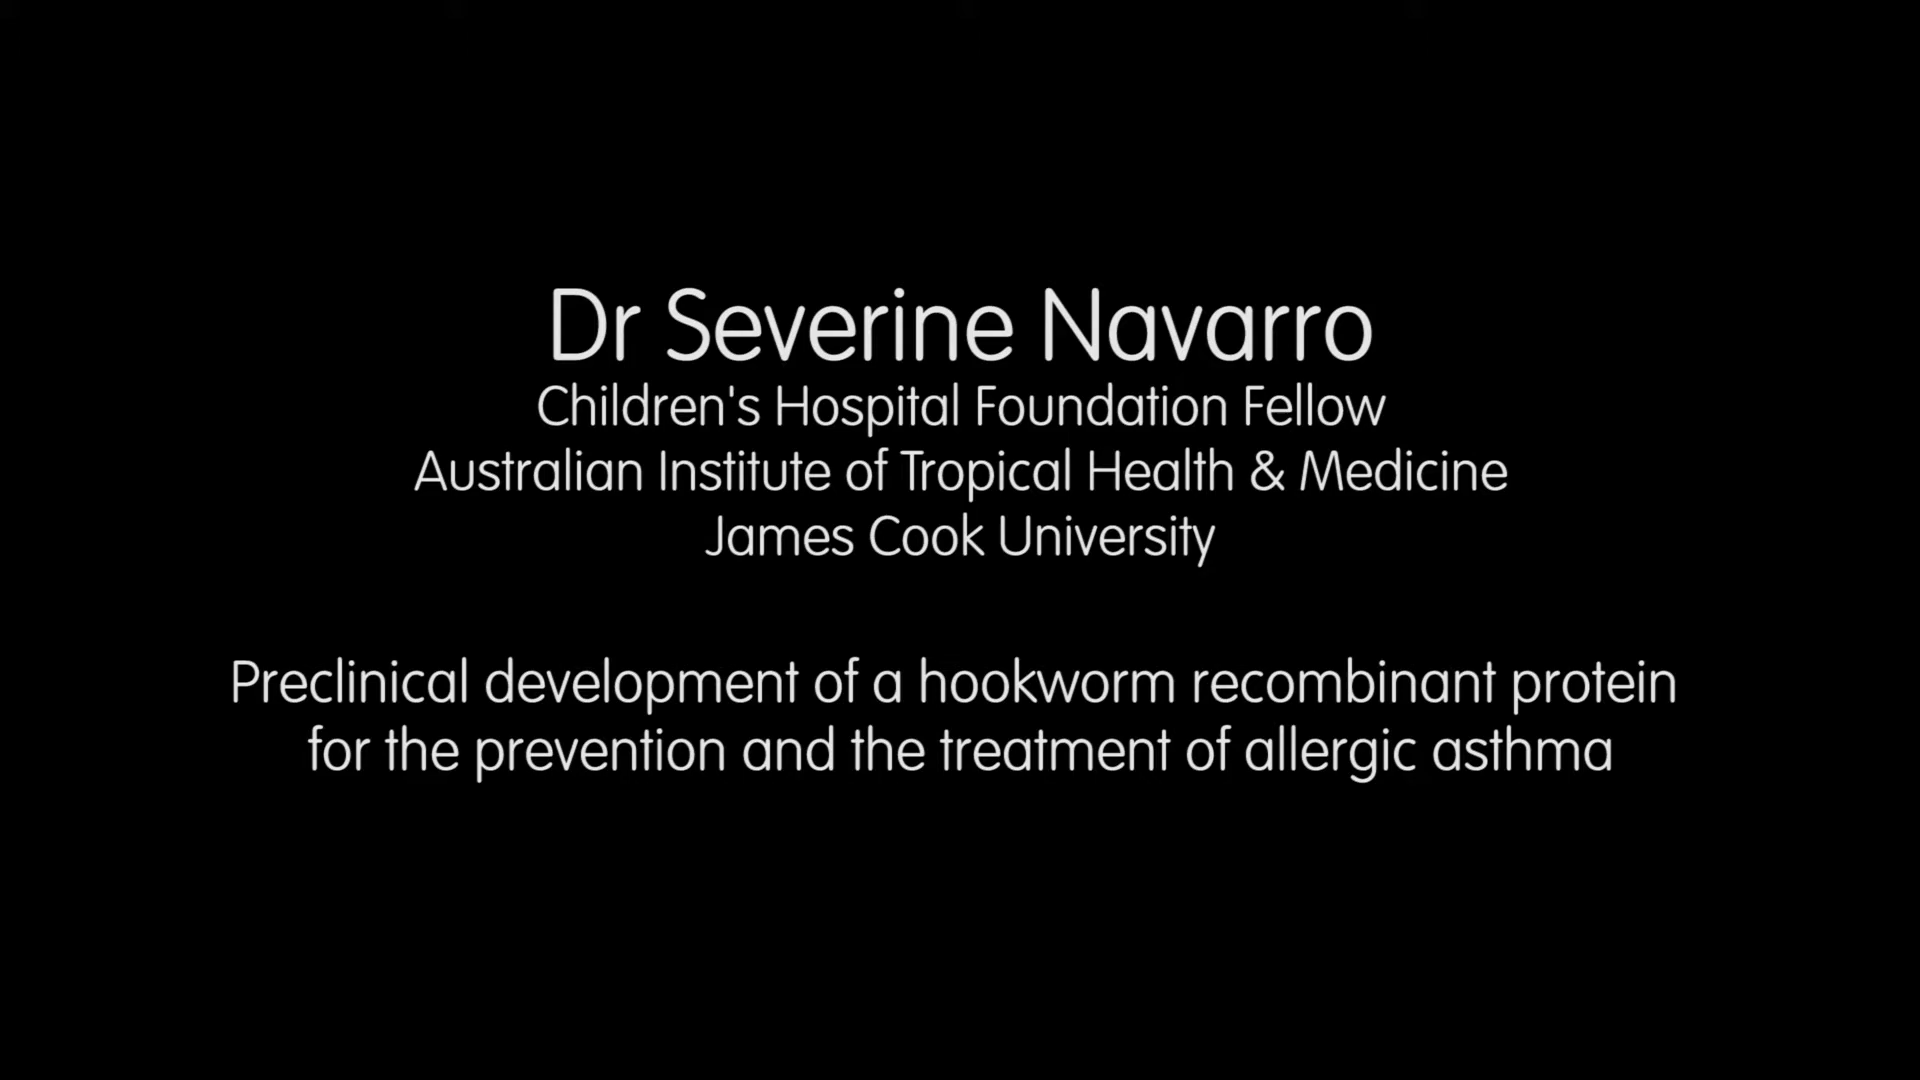 Dr Severine Navarro
Children's Hospital Foundation Fellow
Australian Institute of Tropical Health & Medicine
James Cook University
Preclinical development of a hookworm recombinant protein
for the prevention and the treatment of allergic asthma